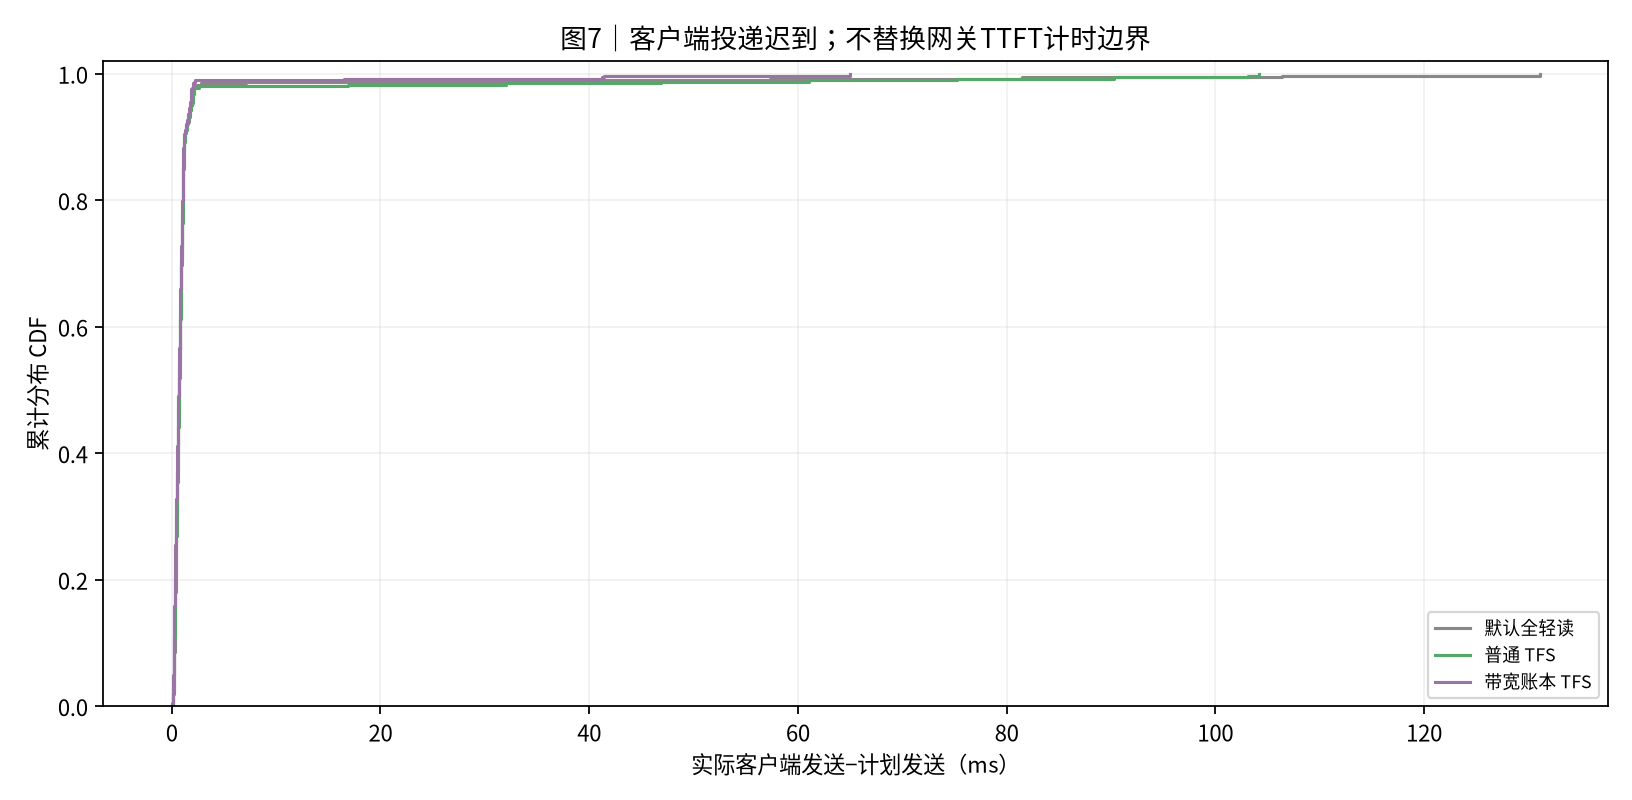 图7｜客户端投递迟到；不替换网关TTFT计时边界
累计分布 CDF
1.0
0.8
0.6
0.4
0.2
0.0
0 20 40 60 80 100 120
实际客户端发送−计划发送（ms）
默认全轻读
普通 TFS
带宽账本 TFS